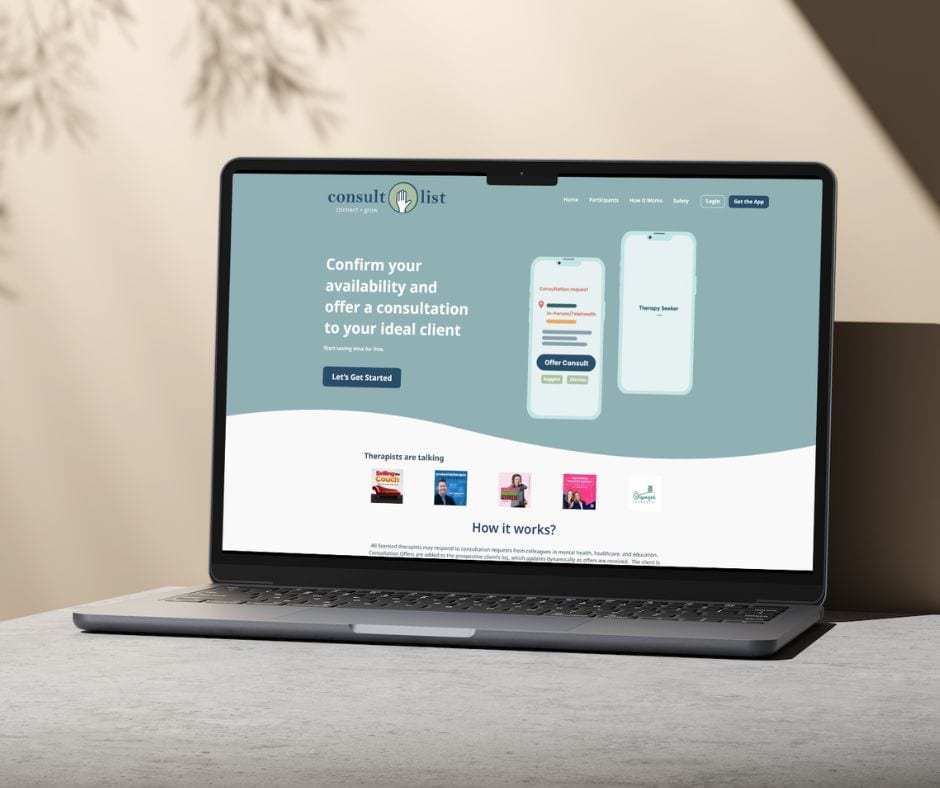 consult list
connect + grow
Home Participants How It Works Safety Login Get the App
Confirm your
availability and
offer a consultation
to your ideal client
Start saving time for free.
Let's Get Started
Consultation request
In-Person/Telehealth
Offer Consult
Suggest Dismiss
Therapy Seeker
Therapists are talking
Selling the
Couch
How it works?
All licensed therapists may respond to consultation requests from colleagues in mental health, healthcare, and education.
Consultation Offers are added to the prospective client's list, which updates dynamically as offers are received. The client is